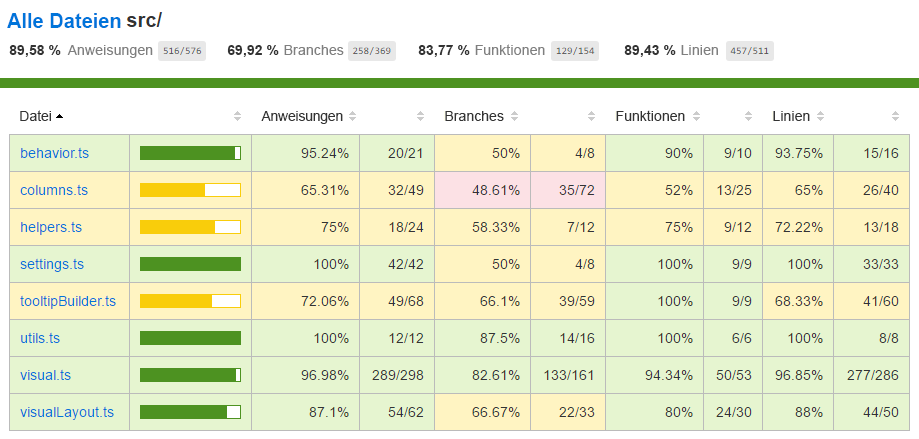 Alle Dateien src/
89,58 % Anweisungen 516/576 69,92 % Branches 258/369 83,77 % Funktionen 129/154 89,43 % Linien 457/511
Datei Anweisungen Branches Funktionen Linien
behavior.ts 95.24% 20/21 50% 4/8 90% 9/10 93.75% 15/16
columns.ts 65.31% 32/49 48.61% 35/72 52% 13/25 65% 26/40
helpers.ts 75% 18/24 58.33% 7/12 75% 9/12 72.22% 13/18
settings.ts 100% 42/42 50% 4/8 100% 9/9 100% 33/33
tooltipBuilder.ts 72.06% 49/68 66.1% 39/59 100% 9/9 68.33% 41/60
utils.ts 100% 12/12 87.5% 14/16 100% 6/6 100% 8/8
visual.ts 96.98% 289/298 82.61% 133/161 94.34% 50/53 96.85% 277/286
visualLayout.ts 87.1% 54/62 66.67% 22/33 80% 24/30 88% 44/50